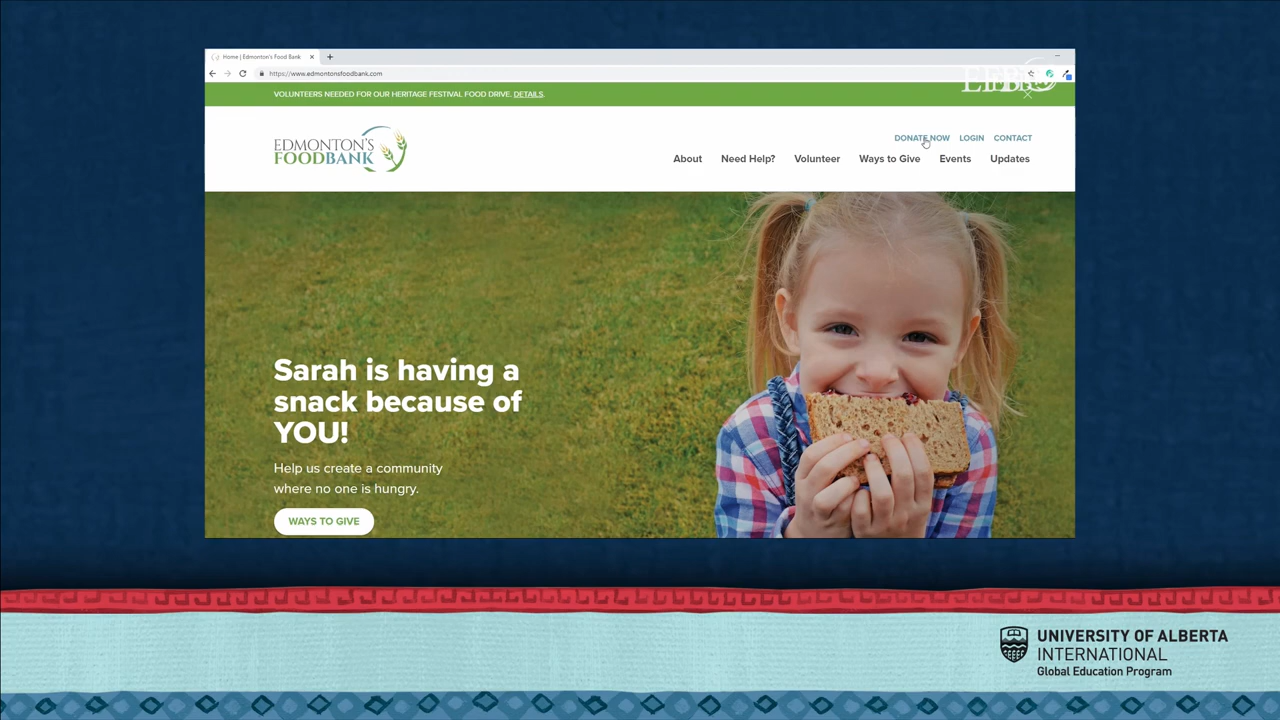 Home | Edmonton's Food Bank
https://www.edmontonsfoodbank.com
VOLUNTEERS NEEDED FOR OUR HERITAGE FESTIVAL FOOD DRIVE. DETAILS.
EDMONTON'S
FOODBANK
DONATE NOW LOGIN CONTACT
About Need Help? Volunteer Ways to Give Events Updates
Sarah is having a
snack because of
YOU!
Help us create a community
where no one is hungry.
WAYS TO GIVE
UNIVERSITY OF ALBERTA
INTERNATIONAL
Global Education Program